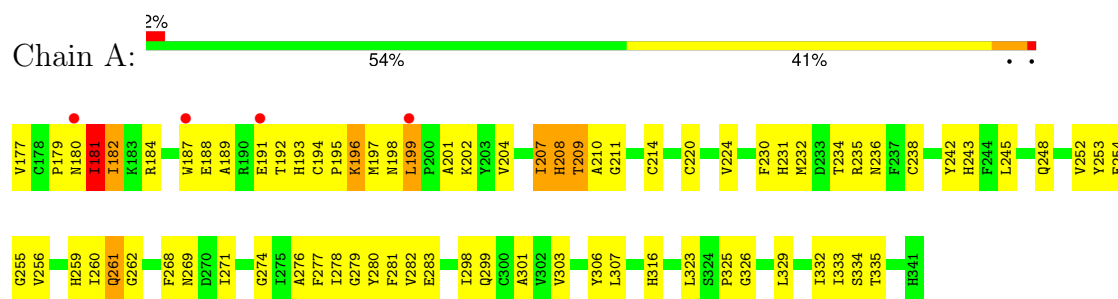 2%
Chain A:
54% 41% • •
V177 C178 P179 N180 I181 I182 K183 R184 W187 E188 A189 R190 E191 T192 H193 C194 P195 K196 M197 N198 L199 P200 A201 K202 Y203 V204 I207 H208 T209 A210 G211 C214 C220 V224 F230 H231 M232 D233 T234 R235 N236 F237 C238 Y242 H243 F244 L245 Q248 V252 Y253 E254
G255 V256 H259 I260 Q261 G262 F268 N269 D270 I271 G274 I275 A276 F277 I278 G279 Y280 F281 V282 E283 I298 Q299 C300 A301 V302 V303 Y306 L307 H316 L323 S324 P325 G326 L329 I332 I333 S334 T335 H341